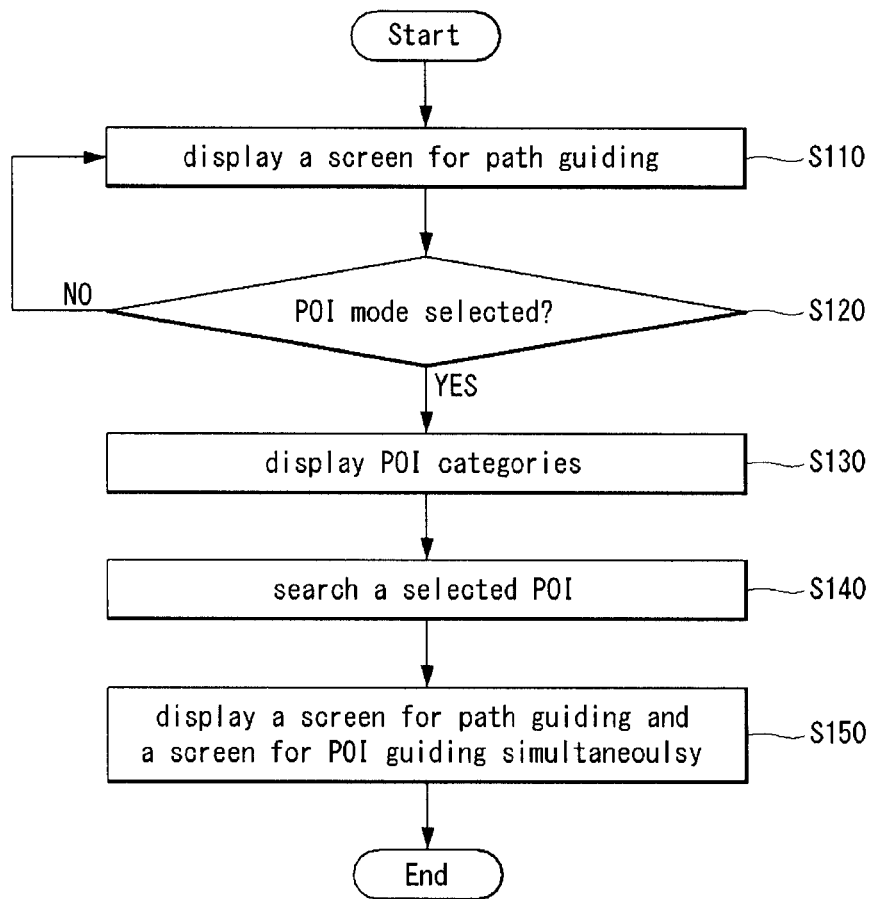 Start
display a screen for path guiding
S110
NO
POI mode selected?
S120
YES
display POI categories
S130
search a selected POI
S140
display a screen for path guiding and
a screen for POI guiding simultaneoulsy
S150
End